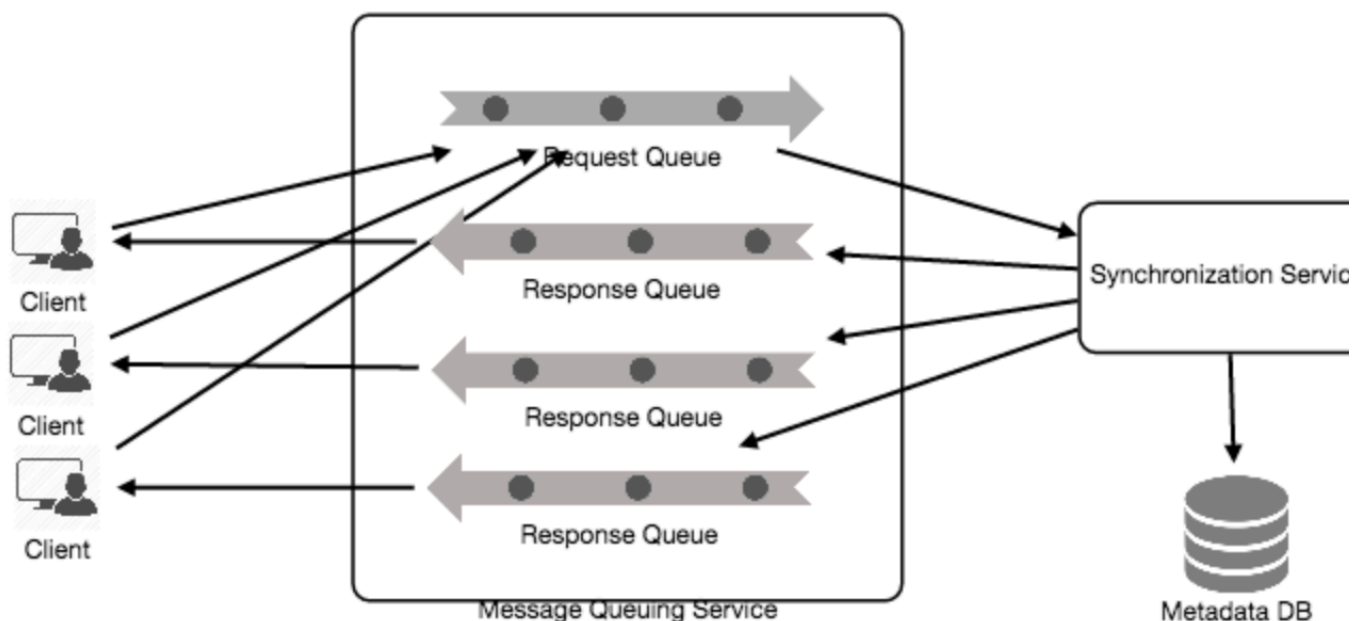 Request Queue
Client
Response Queue
Synchronization Servic
Client
Response Queue
Client
Response Queue
Message Queuing Service
Metadata DB